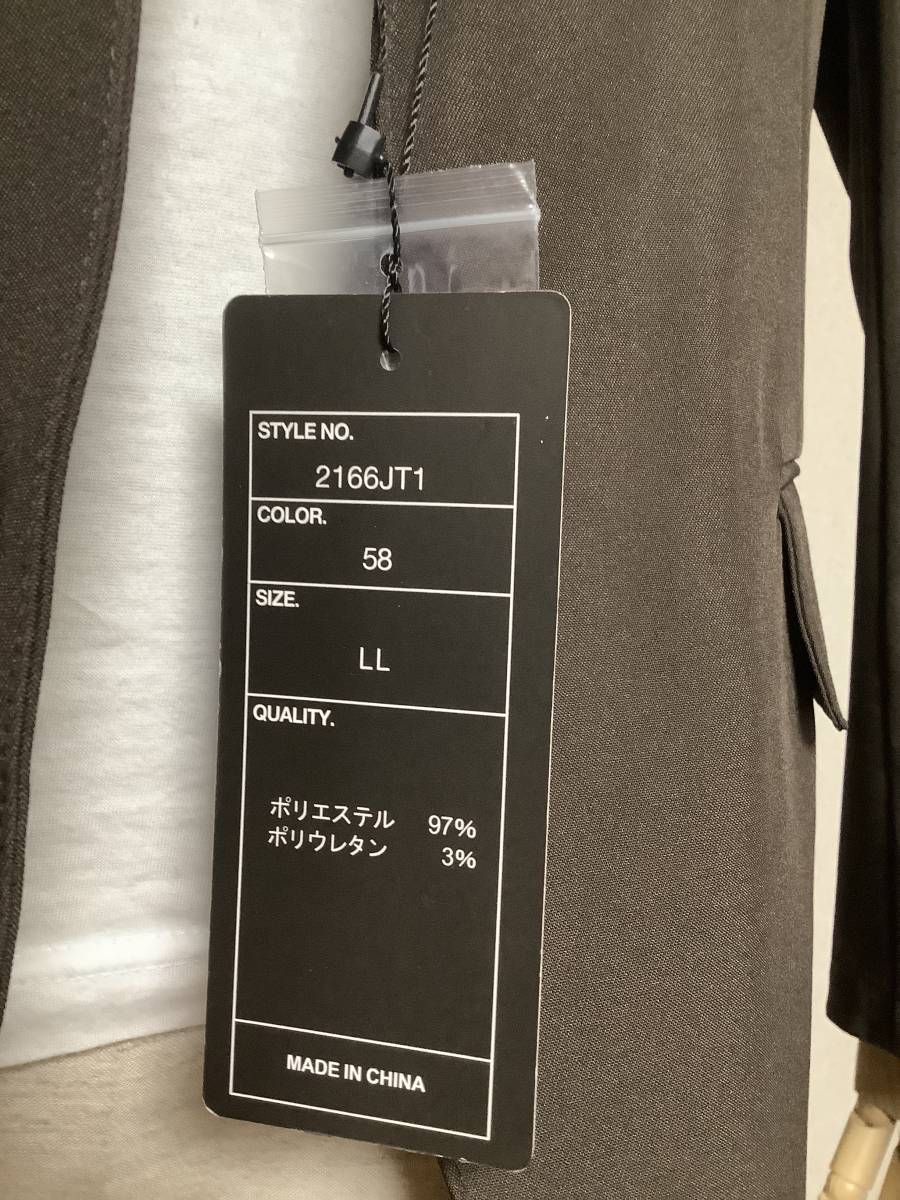 STYLE NO.
2166JT1
COLOR.
58
SIZE.
LL
QUALITY.
ポリエステル 97%
ポリウレタン 3%
MADE IN CHINA